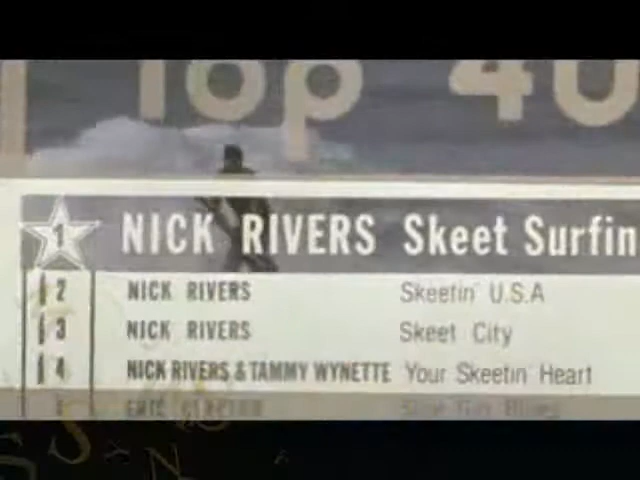 Top 40
1 NICK RIVERS Skeet Surfin
2 NICK RIVERS Skeetin' U.S.A
3 NICK RIVERS Skeet City
4 NICK RIVERS & TAMMY WYNETTE Your Skeetin Heart